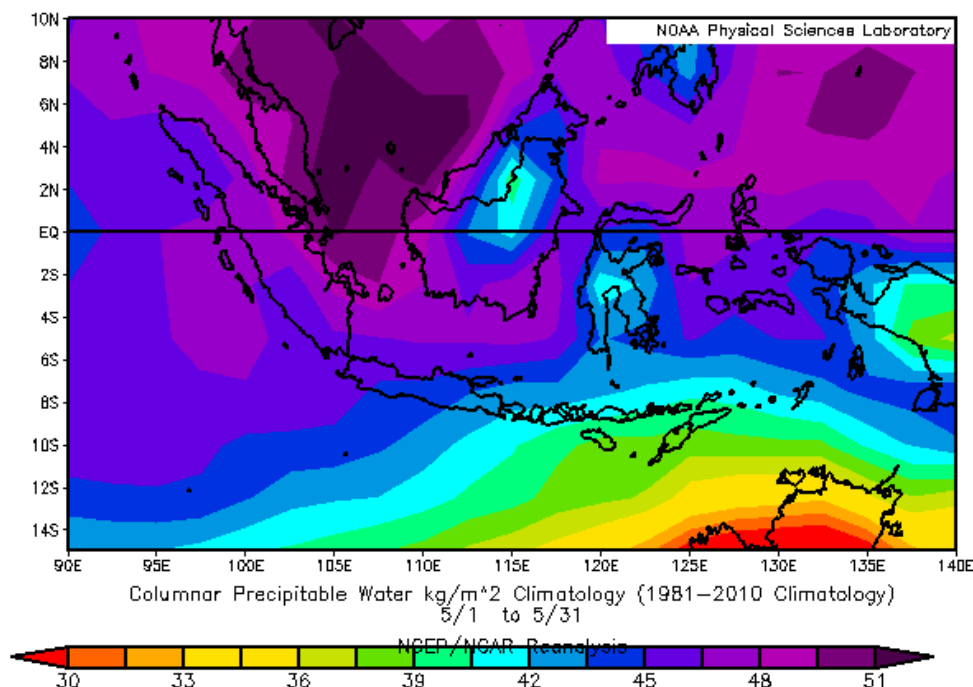 NOAA Physical Sciences Laboratory
10N
8N
6N
4N
2N
EQ
2S
4S
6S
8S
10S
12S
14S
90E 95E 100E 105E 110E 115E 120E 125E 130E 135E 140E
Columnar Precipitable Water kg/m^2 Climatology (1981-2010 Climatology)
5/1 to 5/31
NCEP/NCAR Reanalysis
30 33 36 39 42 45 48 51